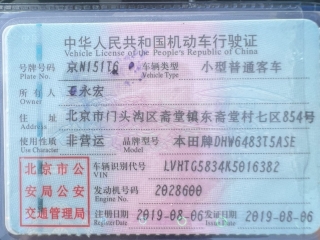 中华人民共和国机动车行驶证
Vehicle License of the People's Republic of China
号牌号码 京N151T6 车辆类型 小型普通客车
Plate No. Vehicle Type
所有人 王永宏
Owner
住址 北京市门头沟区斋堂镇东斋堂村七区854号
Address
使用性质 非营运 品牌型号 本田牌DHW6483T5ASE
Use Character Model
北京市公 车辆识别代号 LVHTG5834K5016382
VIN
安局公安 发动机号码 2028600
Engine No.
交通管理局 注册日期 2019-08-06 发证日期 2019-08-06
Register Date Issue Date